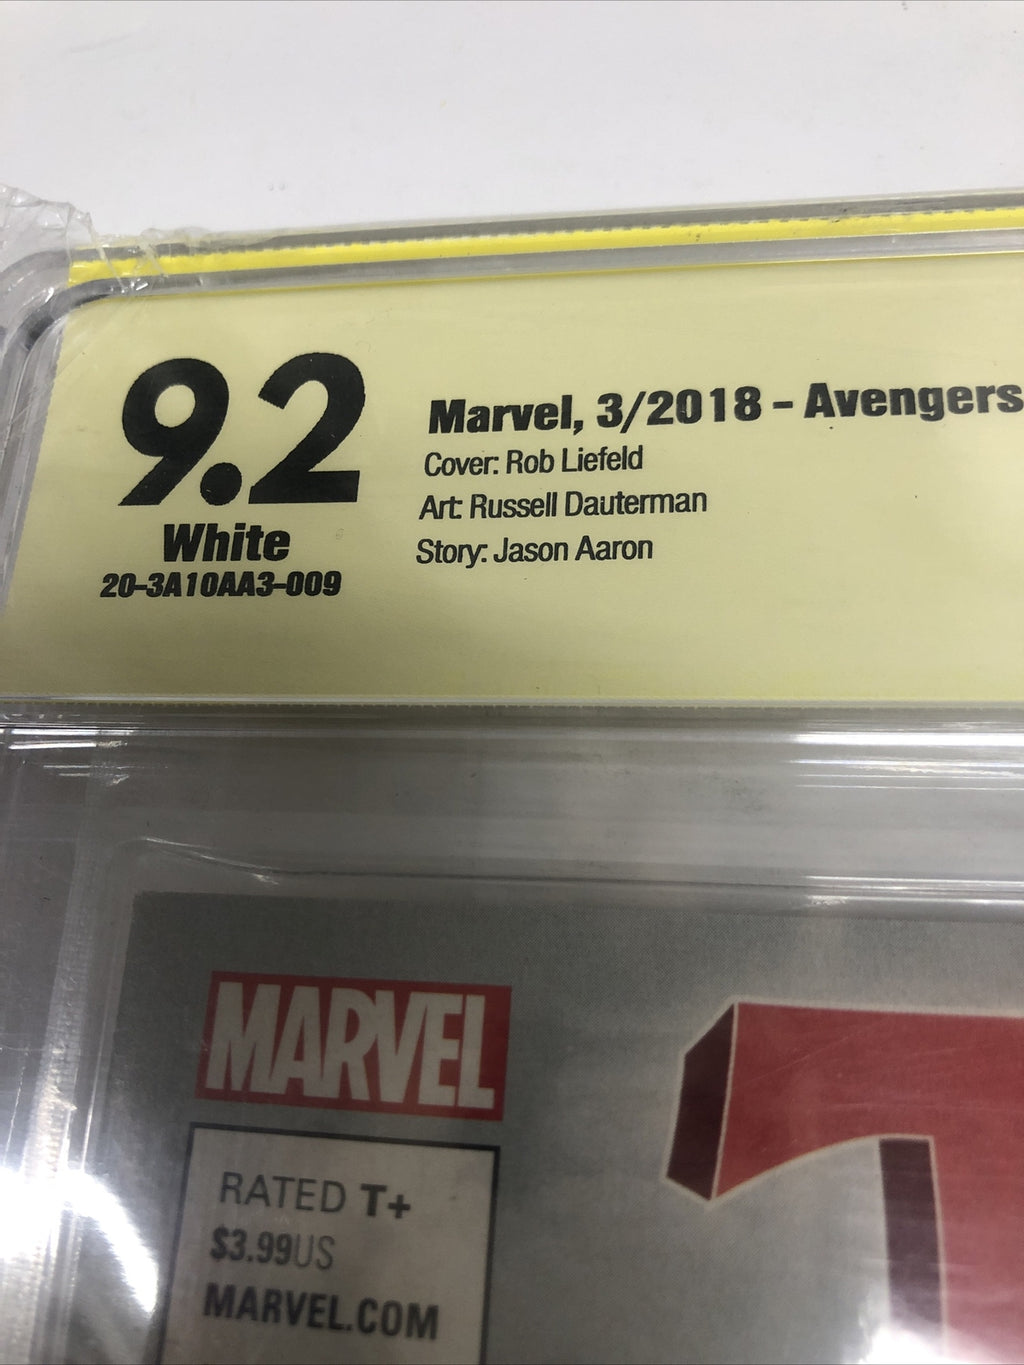 9.2
White
20-3A10AA3-009
Marvel, 3/2018 - Avengers
Cover: Rob Liefeld
Art: Russell Dauterman
Story: Jason Aaron
MARVEL
RATED T+
$3.99US
MARVEL.COM
T